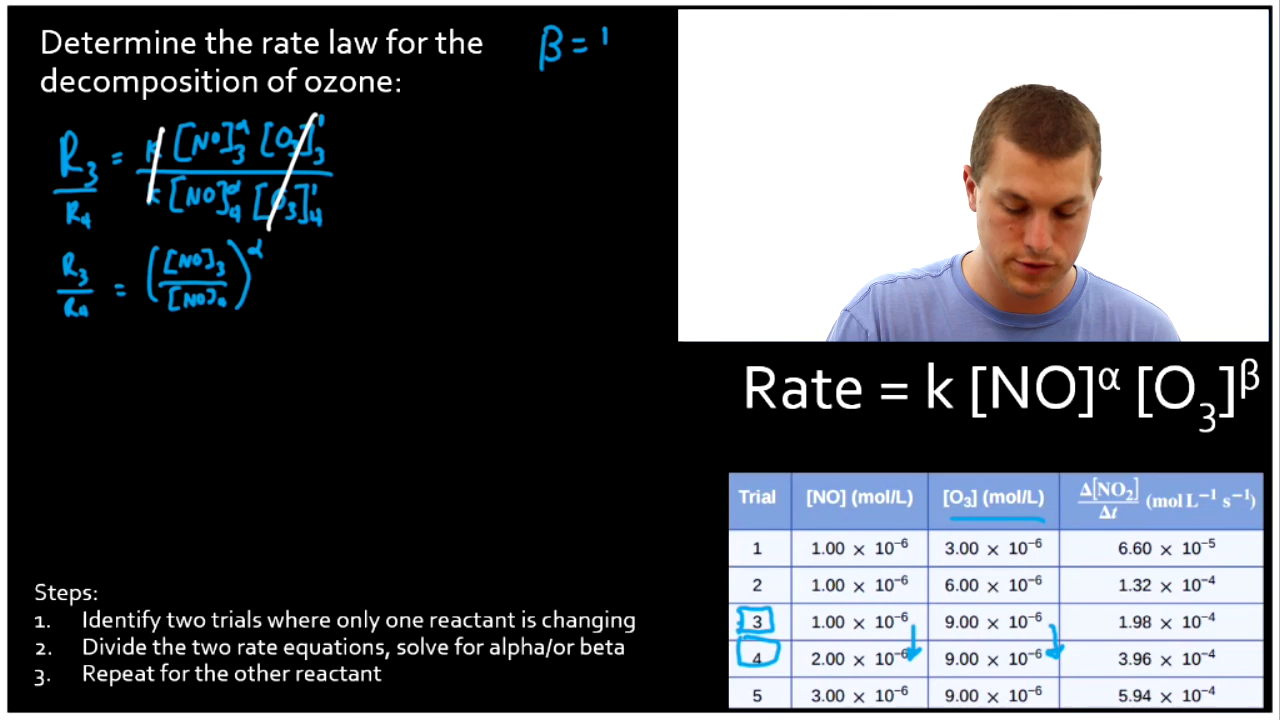 Determine the rate law for the
decomposition of ozone:
β = 1
R3 = k [NO]3^α [O3]3^1
R4 k [NO]4^α [O3]4^1
R3 = ([NO]3)^α
R4 [NO]4
Rate = k [NO]^α [O3]^β
Trial [NO] (mol/L) [O3] (mol/L) Δ[NO2]/Δt (mol L−1 s−1)
1 1.00 × 10−6 3.00 × 10−6 6.60 × 10−5
2 1.00 × 10−6 6.00 × 10−6 1.32 × 10−4
3 1.00 × 10−6 9.00 × 10−6 1.98 × 10−4
4 2.00 × 10−6 9.00 × 10−6 3.96 × 10−4
5 3.00 × 10−6 9.00 × 10−6 5.94 × 10−4
Steps:
1. Identify two trials where only one reactant is changing
2. Divide the two rate equations, solve for alpha/or beta
3. Repeat for the other reactant